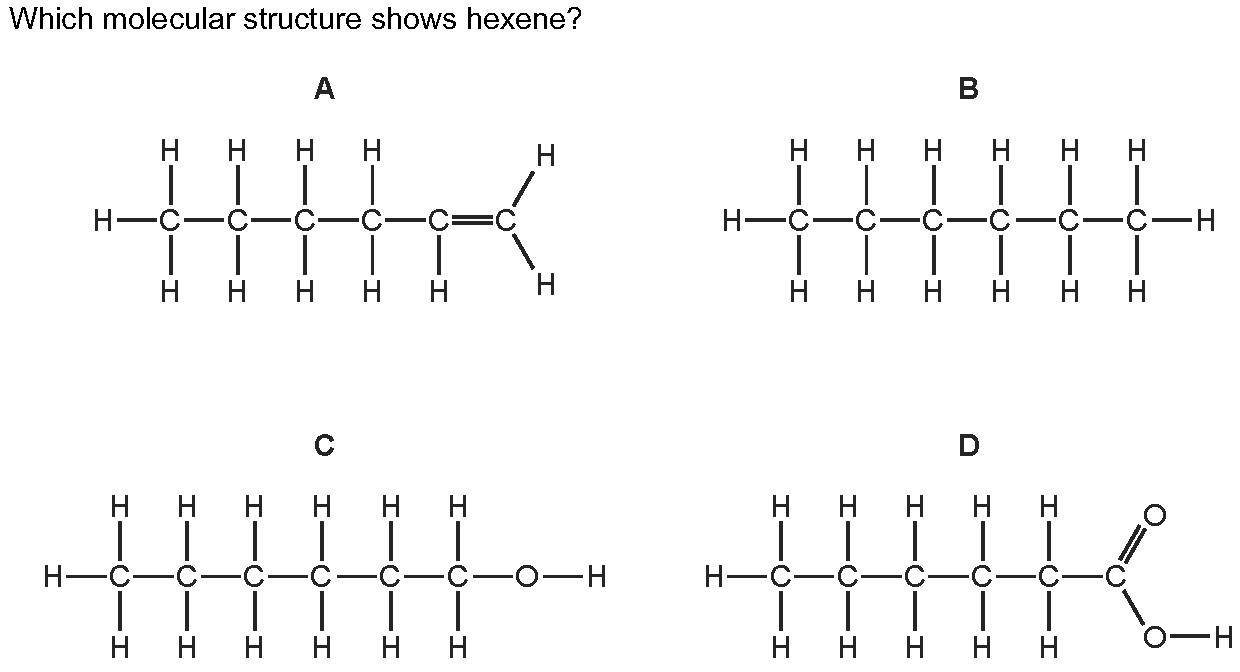 Which molecular structure shows hexene?
A
H H H H H
H C C C C C C
H H H H H H
B
H H H H H H
H C C C C C C H
H H H H H H
C
H H H H H H
H C C C C C C O H
H H H H H H
D
H H H H H O
H C C C C C C
H H H H H O H